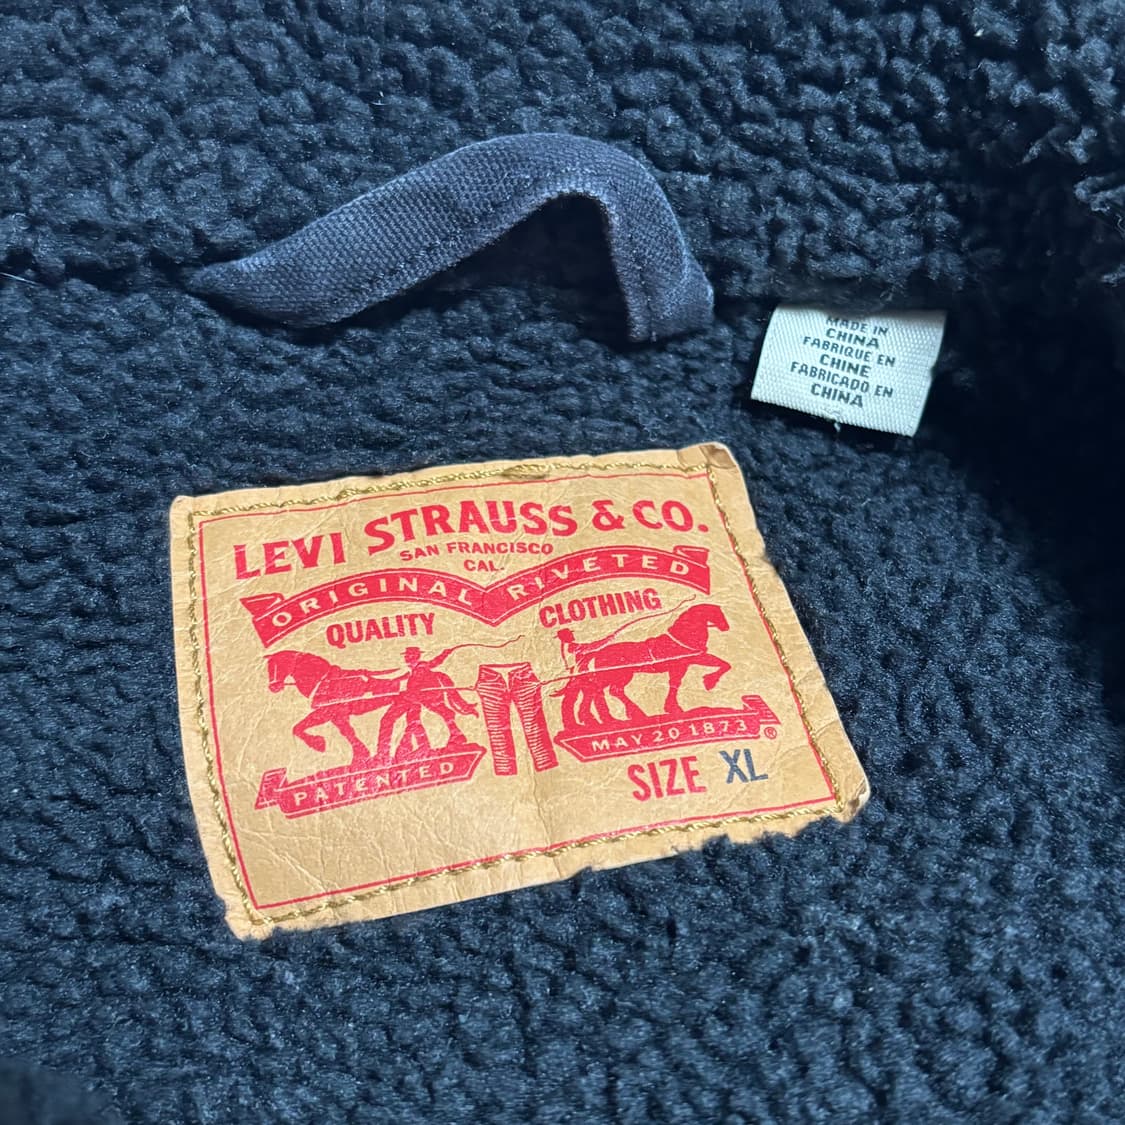 MADE IN
CHINA
FABRIQUE EN
CHINE
FABRICADO EN
CHINA
LEVI STRAUSS & CO.
SAN FRANCISCO
CAL.
ORIGINAL RIVETED
QUALITY CLOTHING
PATENTED MAY 20 1873 ®
SIZE XL